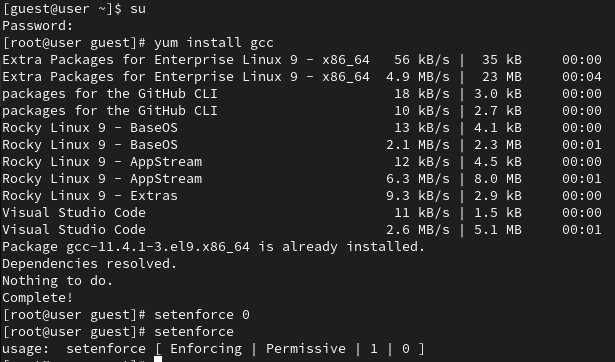 [guest@user ~]$ su
Password:
[root@user guest]# yum install gcc
Extra Packages for Enterprise Linux 9 - x86_64   56 kB/s |  35 kB     00:00
Extra Packages for Enterprise Linux 9 - x86_64  4.9 MB/s |  23 MB     00:04
packages for the GitHub CLI                      18 kB/s | 3.0 kB     00:00
packages for the GitHub CLI                      10 kB/s | 2.7 kB     00:00
Rocky Linux 9 - BaseOS                           13 kB/s | 4.1 kB     00:00
Rocky Linux 9 - BaseOS                          2.1 MB/s | 2.3 MB     00:01
Rocky Linux 9 - AppStream                        12 kB/s | 4.5 kB     00:00
Rocky Linux 9 - AppStream                       6.3 MB/s | 8.0 MB     00:01
Rocky Linux 9 - Extras                          9.3 kB/s | 2.9 kB     00:00
Visual Studio Code                               11 kB/s | 1.5 kB     00:00
Visual Studio Code                              2.6 MB/s | 5.1 MB     00:01
Package gcc-11.4.1-3.el9.x86_64 is already installed.
Dependencies resolved.
Nothing to do.
Complete!
[root@user guest]# setenforce 0
[root@user guest]# setenforce
usage:  setenforce [ Enforcing | Permissive | 1 | 0 ]
[root@user guest]#